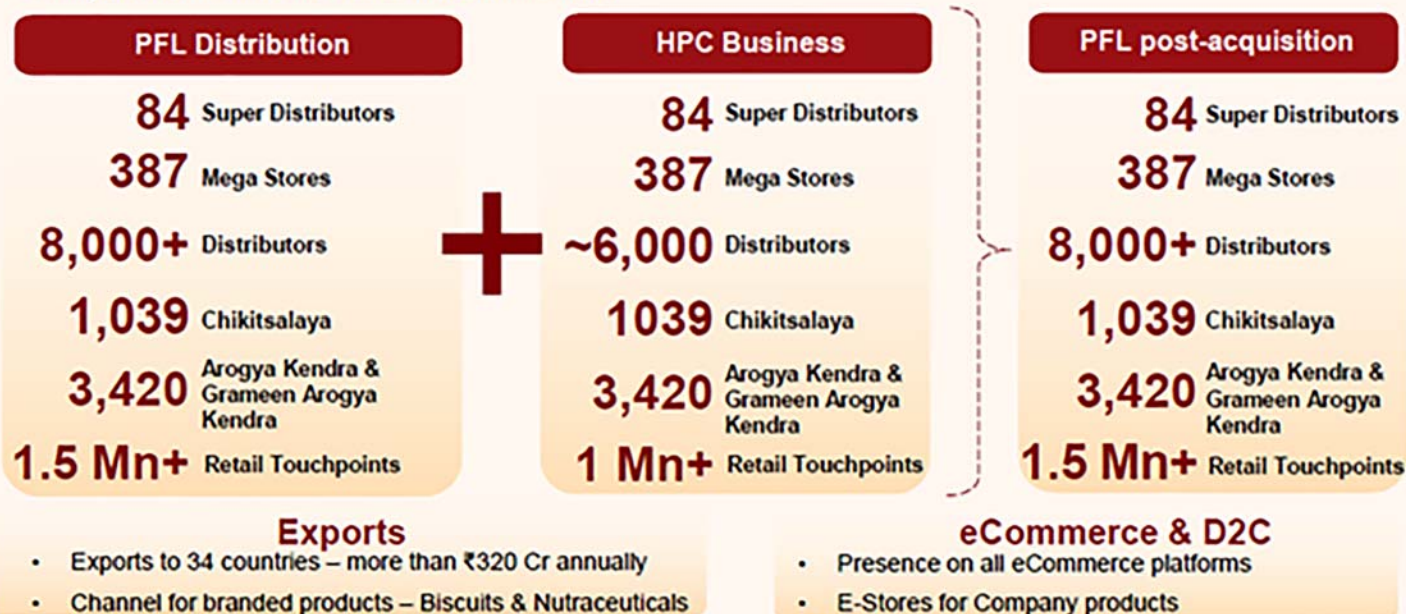 PFL Distribution
84 Super Distributors
387 Mega Stores
8,000+ Distributors
1,039 Chikitsalaya
3,420 Arogya Kendra &
Grameen Arogya
Kendra
1.5 Mn+ Retail Touchpoints
+
HPC Business
84 Super Distributors
387 Mega Stores
~6,000 Distributors
1039 Chikitsalaya
3,420 Arogya Kendra &
Grameen Arogya
Kendra
1 Mn+ Retail Touchpoints
PFL post-acquisition
84 Super Distributors
387 Mega Stores
8,000+ Distributors
1,039 Chikitsalaya
3,420 Arogya Kendra &
Grameen Arogya
Kendra
1.5 Mn+ Retail Touchpoints
Exports
• Exports to 34 countries – more than ₹320 Cr annually
• Channel for branded products – Biscuits & Nutraceuticals
eCommerce & D2C
• Presence on all eCommerce platforms
• E-Stores for Company products